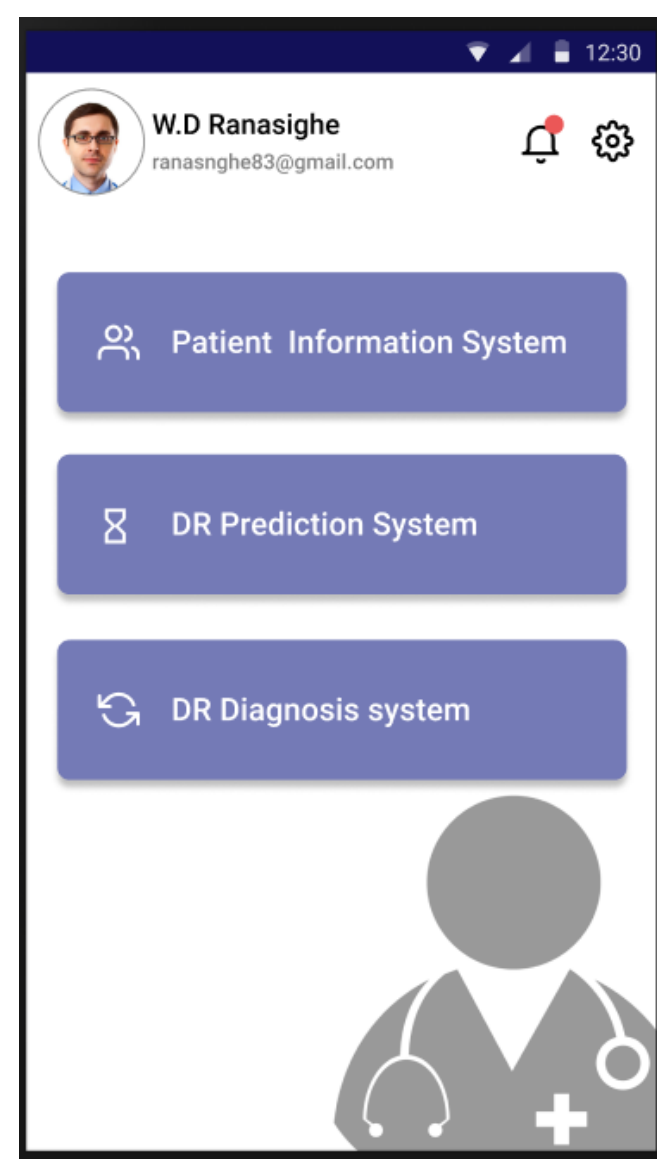 12:30
W.D Ranasighe
ranasnghe83@gmail.com
Patient  Information System
DR Prediction System
DR Diagnosis system